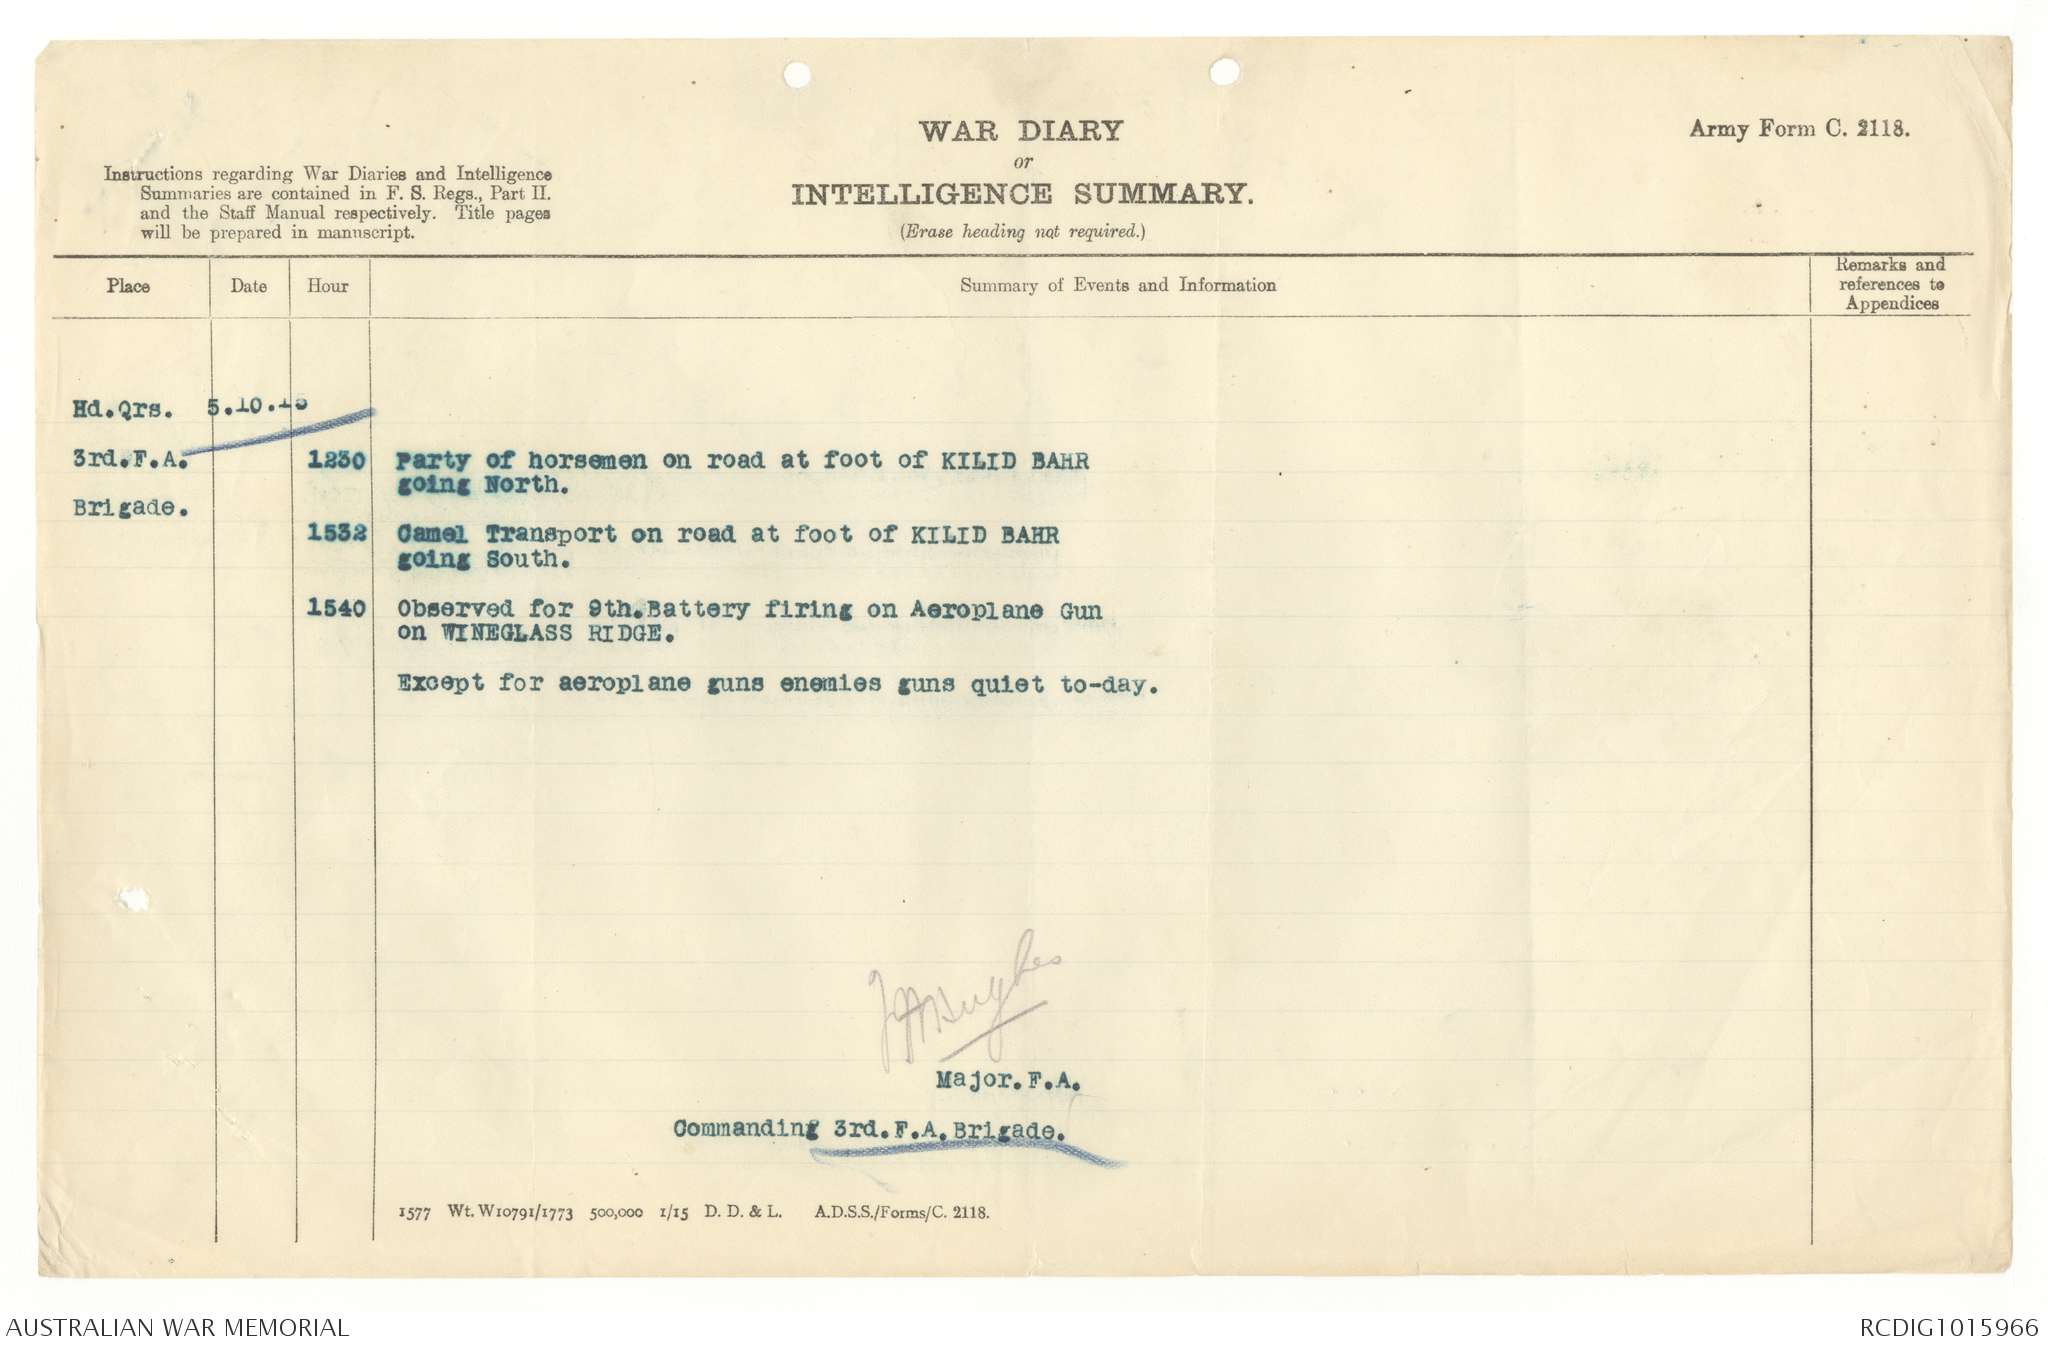 WAR DIARY
or
INTELLIGENCE SUMMARY.
(Erase heading not required.)
Army Form C. 2118.
Instructions regarding War Diaries and Intelligence
Summaries are contained in F. S. Regs., Part II.
and the Staff Manual respectively. Title pages
will be prepared in manuscript.
Place
Date
Hour
Summary of Events and Information
Remarks and
references to
Appendices
Hd.Qrs. 5.10.15
3rd.F.A.
Brigade.
1230 Party of horsemen on road at foot of KILID BAHR
going North.
1532 Camel Transport on road at foot of KILID BAHR
going South.
1540 Observed for 9th.Battery firing on Aeroplane Gun
on WINEGLASS RIDGE.
Except for aeroplane guns enemies guns quiet to-day.
Hughes
Major.F.A.
Commanding 3rd.F.A.Brigade.
1577 Wt. W10791/1773 500,000 1/15 D. D. & L. A.D.S.S./Forms/C. 2118.
AUSTRALIAN WAR MEMORIAL
RCDIG1015966